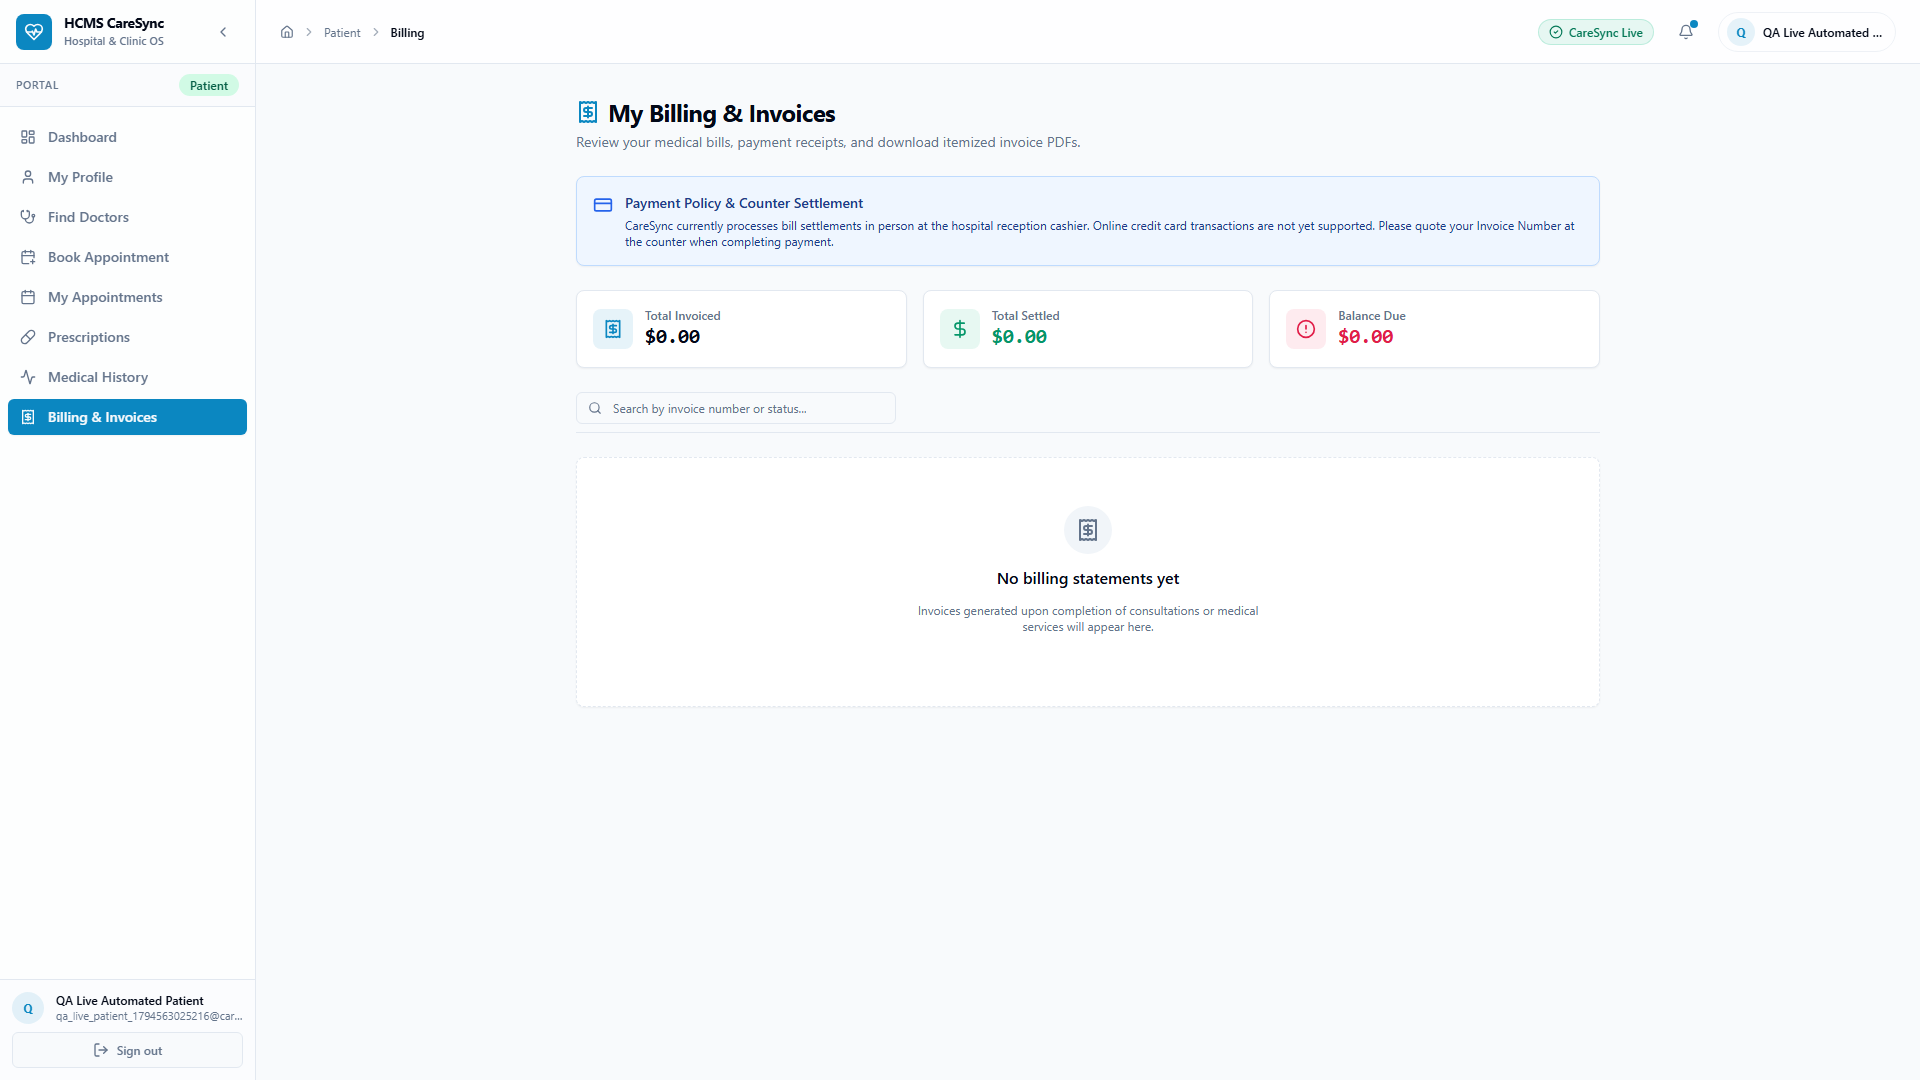 HCMS CareSync
Hospital & Clinic OS
PORTAL
Patient
Dashboard
My Profile
Find Doctors
Book Appointment
My Appointments
Prescriptions
Medical History
Billing & Invoices
QA Live Automated Patient
qa_live_patient_1794563025216@car...
Sign out
Patient
Billing
CareSync Live
Q
QA Live Automated ...
My Billing & Invoices
Review your medical bills, payment receipts, and download itemized invoice PDFs.
Payment Policy & Counter Settlement
CareSync currently processes bill settlements in person at the hospital reception cashier. Online credit card transactions are not yet supported. Please quote your Invoice Number at
the counter when completing payment.
Total Invoiced
$0.00
Total Settled
$0.00
Balance Due
$0.00
Search by invoice number or status...
No billing statements yet
Invoices generated upon completion of consultations or medical
services will appear here.
Q